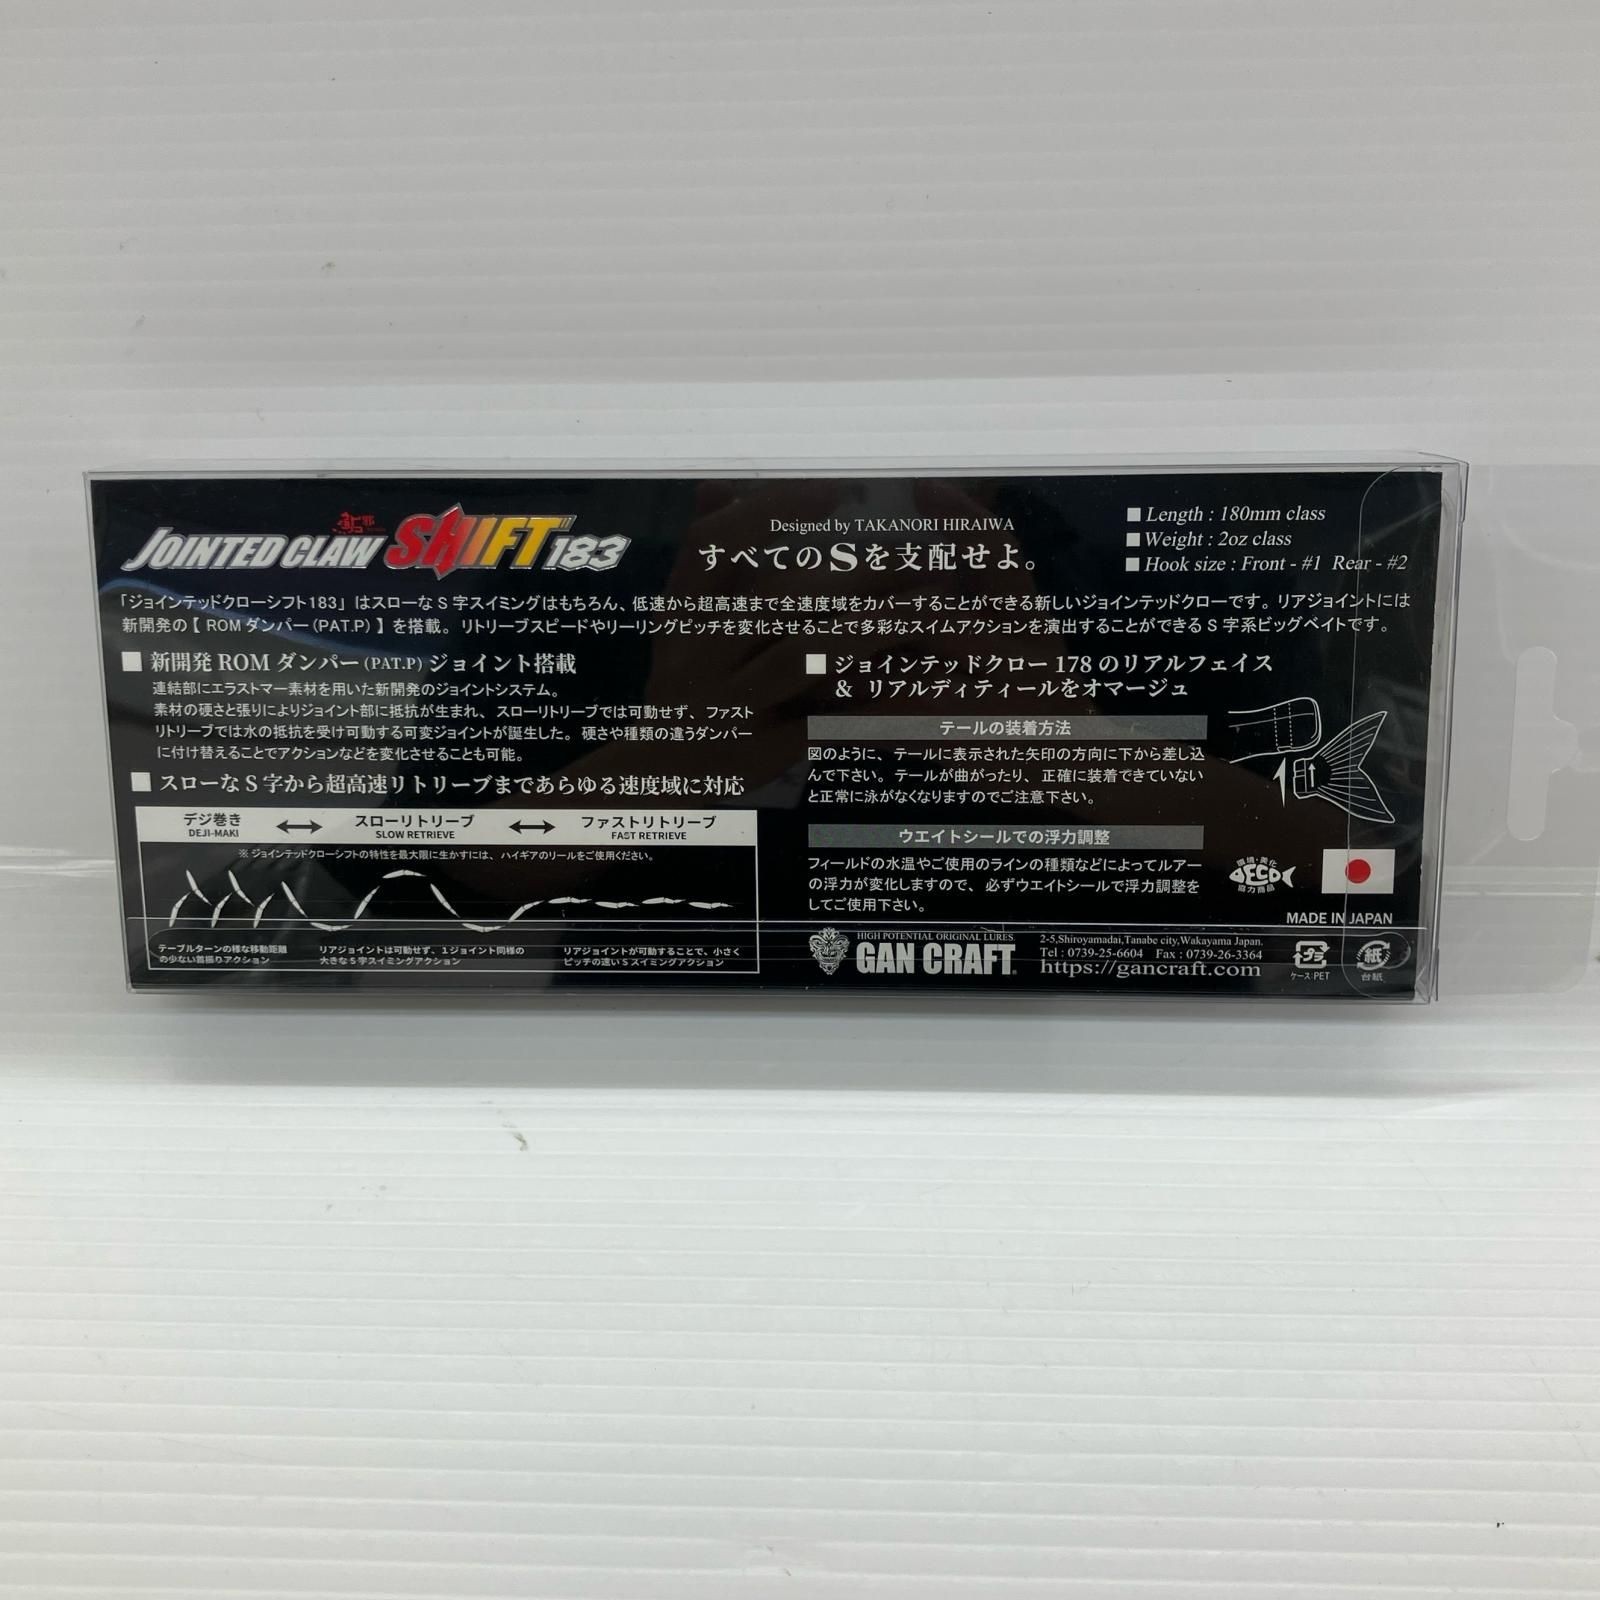 JOINTED CLAW SHIFT 183
Designed by TAKANORI HIRAIWA
すべてのSを支配せよ。
■ Length : 180mm class
■ Weight : 2oz class
■ Hook size : Front - #1 Rear - #2
「ジョインテッドクローシフト183」はスローなS字スイミングはもちろん、低速から超高速まで全速度域をカバーすることができる新しいジョインテッドクローです。リアジョイントには
新開発の【 ROMダンパー(PAT.P) 】を搭載。リトリーブスピードやリーリングピッチを変化させることで多彩なスイムアクションを演出することができるS字系ビッグベイトです。
■ 新開発ROMダンパー(PAT.P)ジョイント搭載
連結部にエラストマー素材を用いた新開発のジョイントシステム。
素材の硬さと張りによりジョイント部に抵抗が生まれ、スローリトリーブでは可動せず、ファスト
リトリーブでは水の抵抗を受け可動する可変ジョイントが誕生した。硬さや種類の違うダンパー
に付け替えることでアクションなどを変化させることも可能。
■ スローなS字から超高速リトリーブまであらゆる速度域に対応
デジ巻き ⟷ スローリトリーブ ⟷ ファストリトリーブ
DEJI-MAKI SLOW RETRIEVE FAST RETRIEVE
※ジョインテッドクローシフトの特性を最大限に生かすには、ハイギアのリールをご使用ください。
テーブルターンの様な移動距離
の少ない首振りアクション
リアジョイントは可動せず、1ジョイント同様の
大きなS字スイミングアクション
リアジョイントが可動することで、小さく
ピッチの速いSスイミングアクション
■ ジョインテッドクロー178のリアルフェイス
& リアルディティールをオマージュ
テールの装着方法
図のように、テールに表示された矢印の方向に下から差し込
んで下さい。テールが曲がったり、正確に装着できていない
と正常に泳がなくなりますのでご注意下さい。
ウエイトシールでの浮力調整
フィールドの水温やご使用のラインの種類などによってルアー
の浮力が変化しますので、必ずウエイトシールで浮力調整を
してご使用下さい。
環境・美化
DECO
協力商品
MADE IN JAPAN
HIGH POTENTIAL ORIGINAL LURES.
GAN CRAFT
2-5,Shiroyamadai,Tanabe city,Wakayama Japan.
Tel : 0739-25-6604 Fax : 0739-26-3364
https://gancraft.com
プラ
ケース:PET
紙
台紙